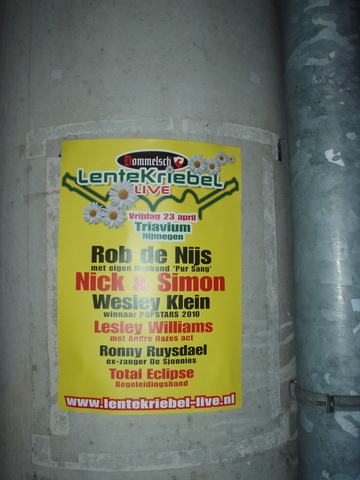 Dommelsch
LenteKriebel
LIVE
Vrijdag 23 april
Triavium
Nijmegen
Rob de Nijs
met eigen liveband 'Pur Sang'
Nick & Simon
Wesley Klein
winnaar POPSTARS 2010
Lesley Williams
met Andre Hazes act
Ronny Ruysdael
ex-zanger De Sjonnies
Total Eclipse
Begeleidingsband
www.lentekriebel-live.nl